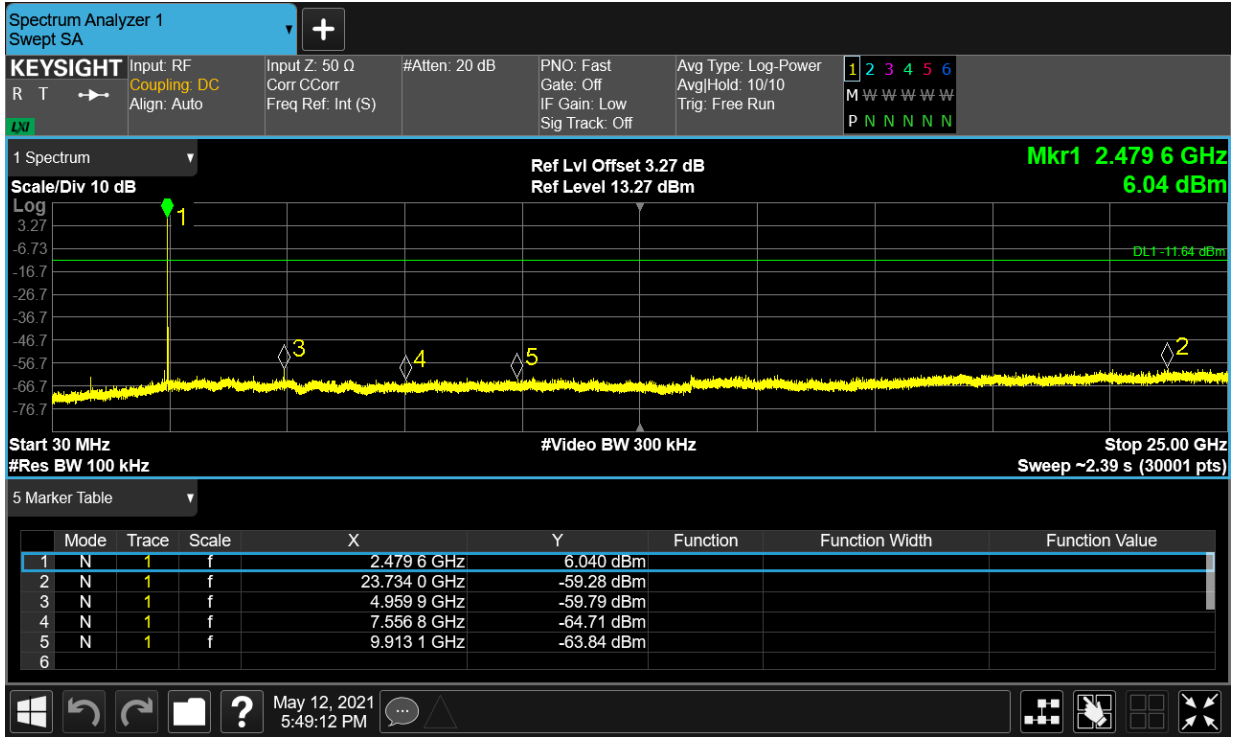 Spectrum Analyzer 1
Swept SA
KEYSIGHT
R T
LXI
Input: RF
Coupling: DC
Align: Auto
Input Z: 50 Ω
Corr CCorr
Freq Ref: Int (S)
#Atten: 20 dB
PNO: Fast
Gate: Off
IF Gain: Low
Sig Track: Off
Avg Type: Log-Power
Avg|Hold: 10/10
Trig: Free Run
1 2 3 4 5 6
M W W W W W
P N N N N N
1 Spectrum
Scale/Div 10 dB
Ref Lvl Offset 3.27 dB
Ref Level 13.27 dBm
Mkr1 2.479 6 GHz
6.04 dBm
Log
3.27
-6.73
-16.7
-26.7
-36.7
-46.7
-56.7
-66.7
-76.7
1
DL1 -11.64 dBm
3
4
5
2
Start 30 MHz
#Res BW 100 kHz
#Video BW 300 kHz
Stop 25.00 GHz
Sweep ~2.39 s (30001 pts)
5 Marker Table
Mode Trace Scale X Y Function Function Width Function Value
1 N 1 f 2.479 6 GHz 6.040 dBm
2 N 1 f 23.734 0 GHz -59.28 dBm
3 N 1 f 4.959 9 GHz -59.79 dBm
4 N 1 f 7.556 8 GHz -64.71 dBm
5 N 1 f 9.913 1 GHz -63.84 dBm
6
?
May 12, 2021
5:49:12 PM